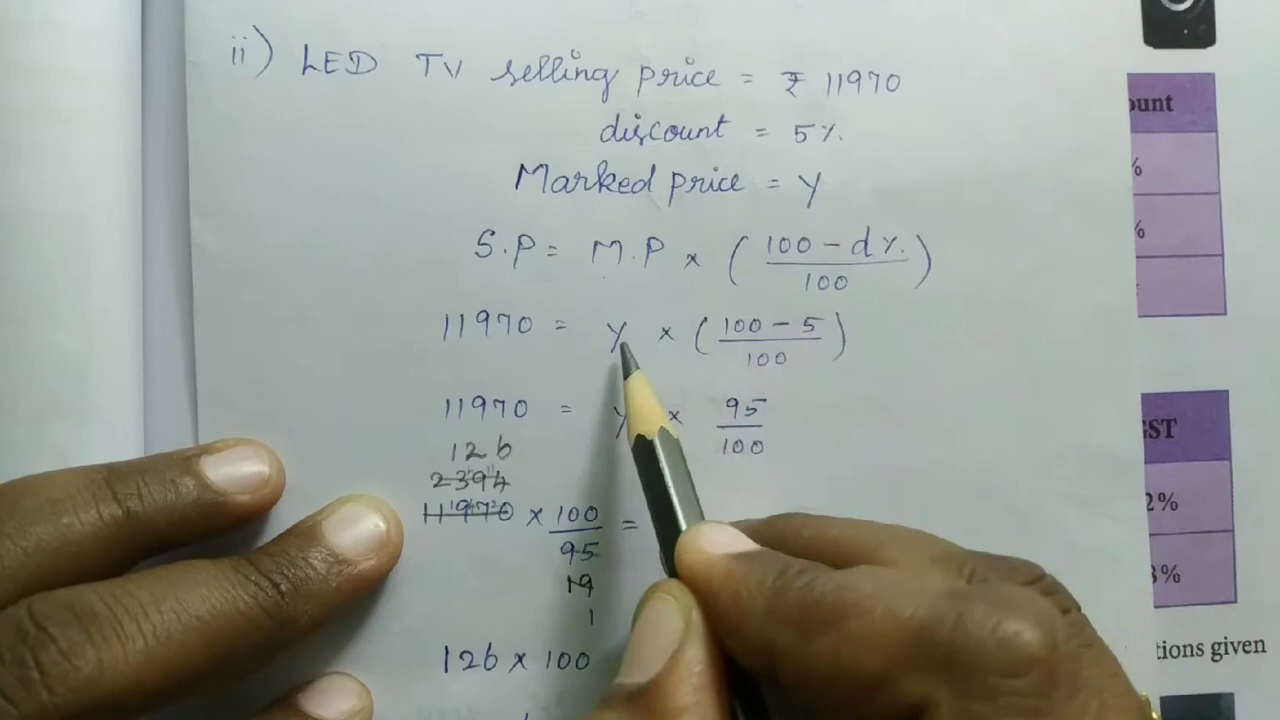 ii) LED TV selling price = ₹ 11970
discount = 5%.
Marked price = y
S.P = M.P × (100 - d%. / 100)
11970 = y × (100 - 5 / 100)
11970 = y × 95 / 100
126
2394
11970 × 100 / 95 =
19
1
126 × 100
ount
%
%
GST
2%
8%
tions given